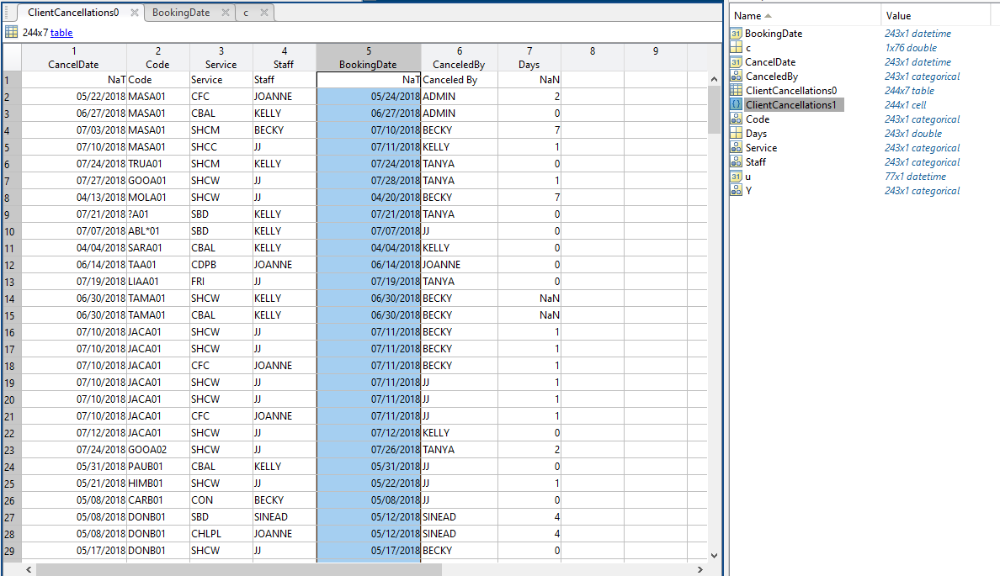 ClientCancellations0 BookingDate c
244x7 table
1 2 3 4 5 6 7 8 9
CancelDate Code Service Staff BookingDate CanceledBy Days
1 NaT Code Service Staff NaT Canceled By NaN
2 05/22/2018 MASA01 CFC JOANNE 05/24/2018 ADMIN 2
3 06/27/2018 MASA01 CBAL KELLY 06/27/2018 ADMIN 0
4 07/03/2018 MASA01 SHCM BECKY 07/10/2018 BECKY 7
5 07/10/2018 MASA01 SHCC JJ 07/11/2018 KELLY 1
6 07/24/2018 TRUA01 SHCM KELLY 07/24/2018 TANYA 0
7 07/27/2018 GOOA01 SHCW JJ 07/28/2018 TANYA 1
8 04/13/2018 MOLA01 SHCW JJ 04/20/2018 BECKY 7
9 07/21/2018 ?A01 SBD KELLY 07/21/2018 TANYA 0
10 07/07/2018 ABL*01 SBD KELLY 07/07/2018 JJ 0
11 04/04/2018 SARA01 CBAL KELLY 04/04/2018 KELLY 0
12 06/14/2018 TAA01 CDPB JOANNE 06/14/2018 JOANNE 0
13 07/19/2018 LIAA01 FRI JJ 07/19/2018 TANYA 0
14 06/30/2018 TAMA01 SHCW KELLY 06/30/2018 BECKY NaN
15 06/30/2018 TAMA01 CBAL KELLY 06/30/2018 BECKY NaN
16 07/10/2018 JACA01 SHCW JJ 07/11/2018 BECKY 1
17 07/10/2018 JACA01 SHCW JJ 07/11/2018 BECKY 1
18 07/10/2018 JACA01 CFC JOANNE 07/11/2018 BECKY 1
19 07/10/2018 JACA01 SHCW JJ 07/11/2018 JJ 1
20 07/10/2018 JACA01 SHCW JJ 07/11/2018 JJ 1
21 07/10/2018 JACA01 CFC JOANNE 07/11/2018 JJ 1
22 07/12/2018 JACA01 SHCW JJ 07/12/2018 KELLY 0
23 07/24/2018 GOOA02 SHCW JJ 07/26/2018 TANYA 2
24 05/31/2018 PAUB01 CBAL KELLY 05/31/2018 JJ 0
25 05/21/2018 HIMB01 SHCW JJ 05/22/2018 JJ 1
26 05/08/2018 CARB01 CON BECKY 05/08/2018 JJ 0
27 05/08/2018 DONB01 SBD SINEAD 05/12/2018 SINEAD 4
28 05/08/2018 DONB01 CHLPL JOANNE 05/12/2018 SINEAD 4
29 05/17/2018 DONB01 SHCW JJ 05/17/2018 BECKY 0
Name Value
BookingDate 243x1 datetime
c 1x76 double
CancelDate 243x1 datetime
CanceledBy 243x1 categorical
ClientCancellations0 244x7 table
ClientCancellations1 244x1 cell
Code 243x1 categorical
Days 243x1 double
Service 243x1 categorical
Staff 243x1 categorical
u 77x1 datetime
Y 243x1 categorical